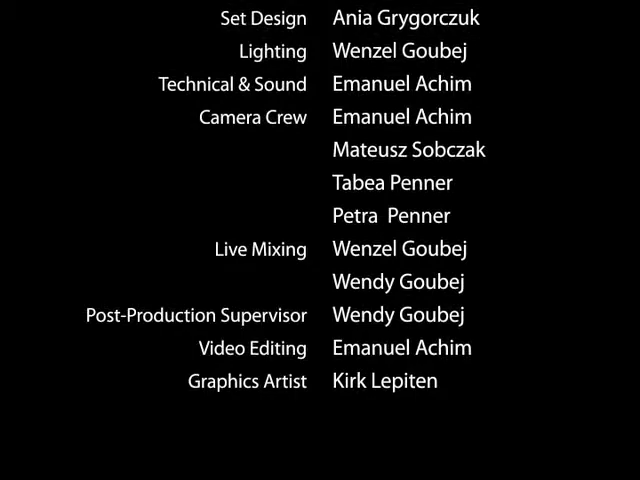 Set Design Ania Grygorczuk
Lighting Wenzel Goubej
Technical & Sound Emanuel Achim
Camera Crew Emanuel Achim
Mateusz Sobczak
Tabea Penner
Petra Penner
Live Mixing Wenzel Goubej
Wendy Goubej
Post-Production Supervisor Wendy Goubej
Video Editing Emanuel Achim
Graphics Artist Kirk Lepiten